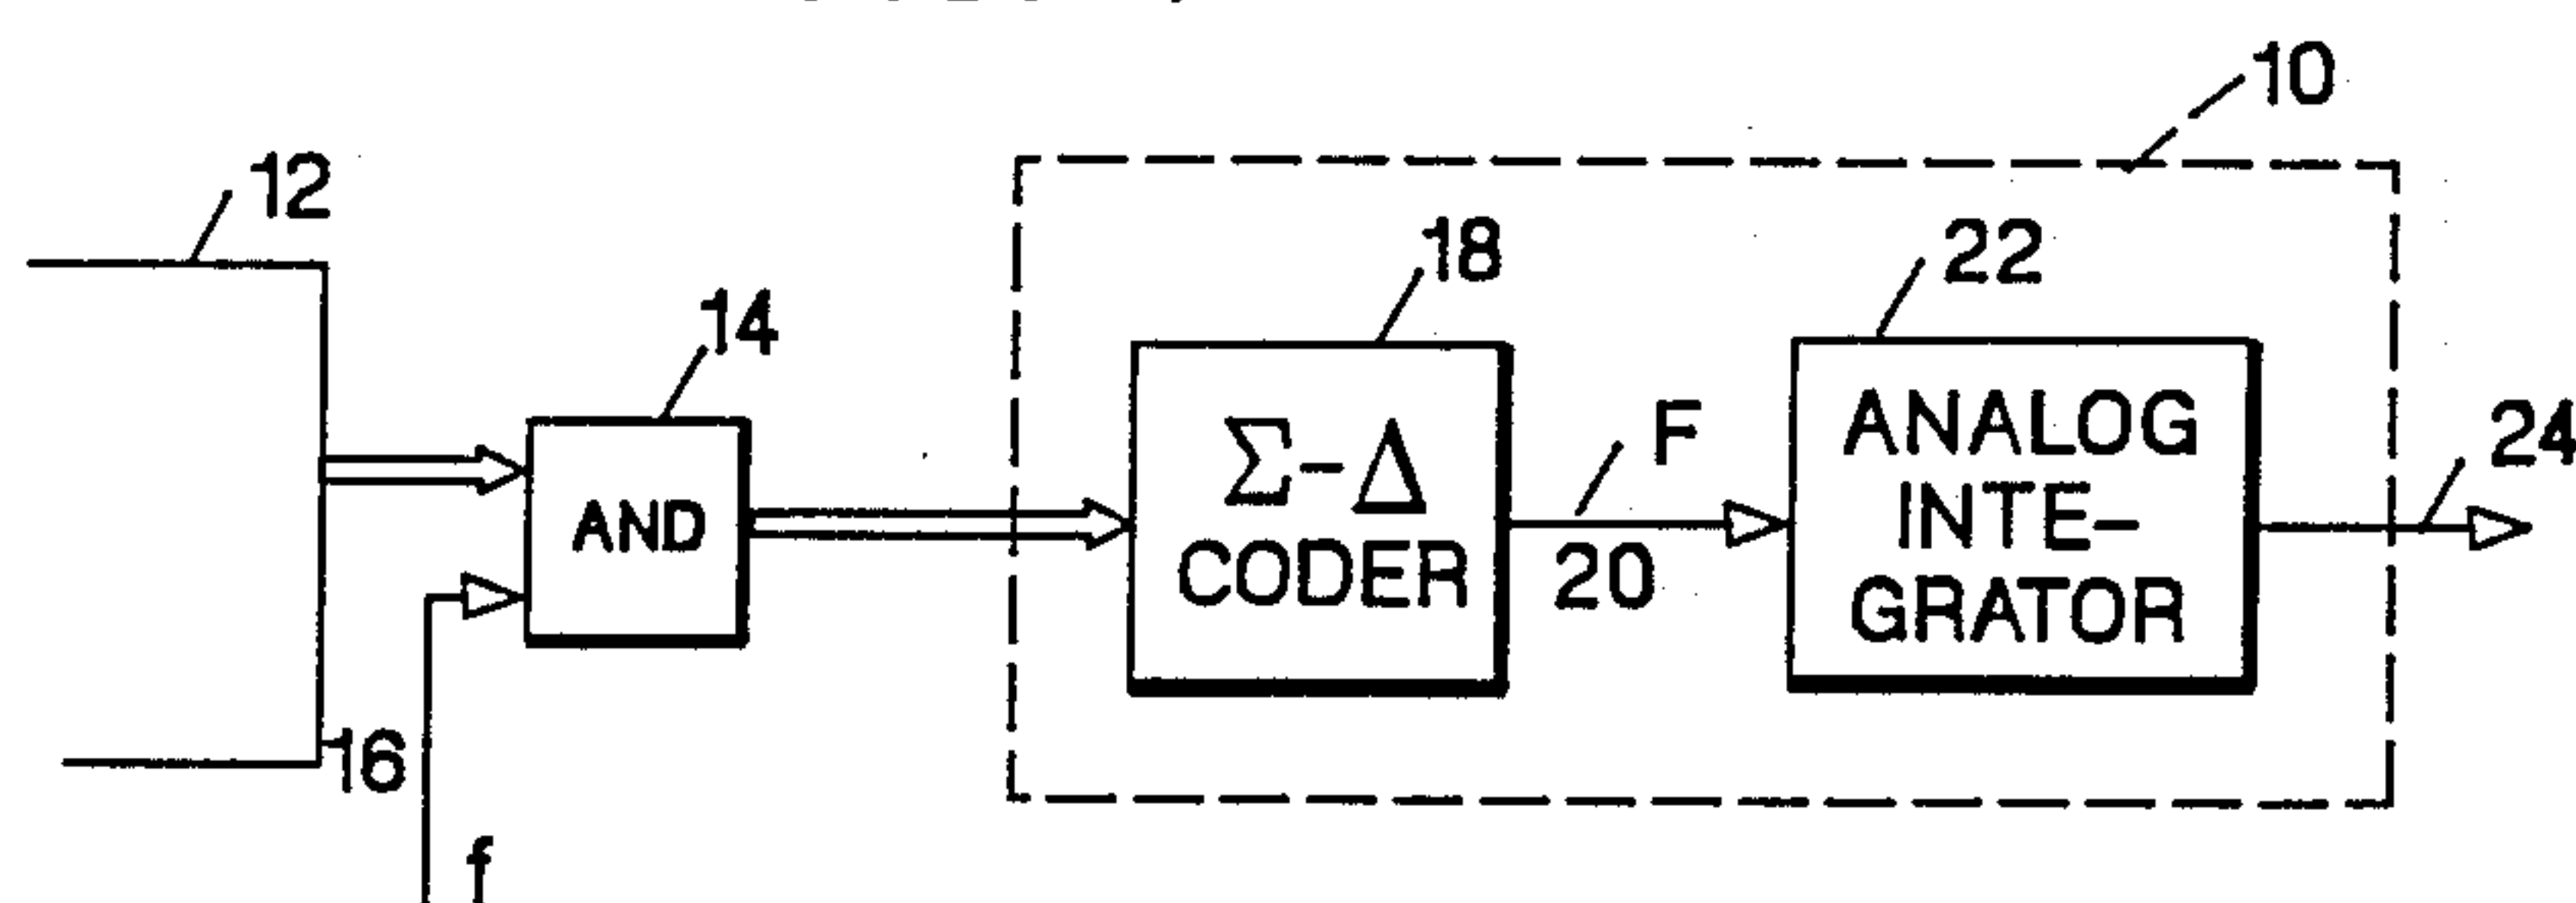 10
12
14
18
22
AND
Σ-Δ
CODER
F
20
ANALOG
INTE-
GRATOR
24
16
f